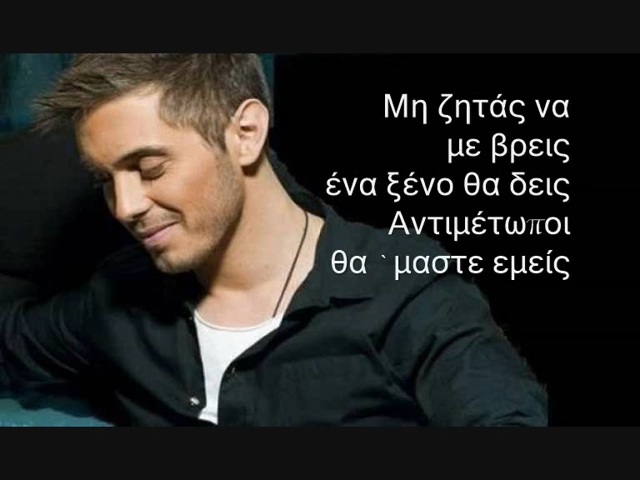 Μη ζητάς να
με βρεις
ένα ξένο θα δεις
Αντιμέτωποι
θα `μαστε εμείς